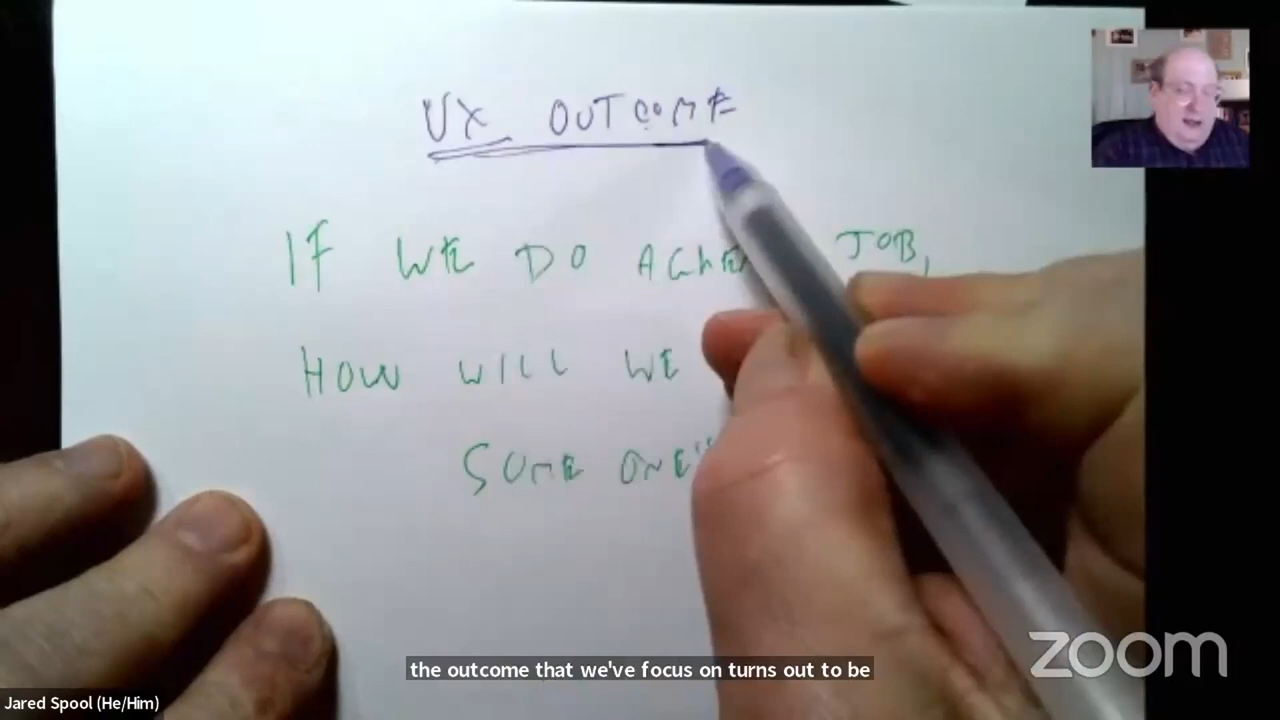 UX OUTCOME
IF WE DO A JOB,
HOW WILL WE
SOME ONE'S
zoom
the outcome that we've focus on turns out to be
Jared Spool (He/Him)